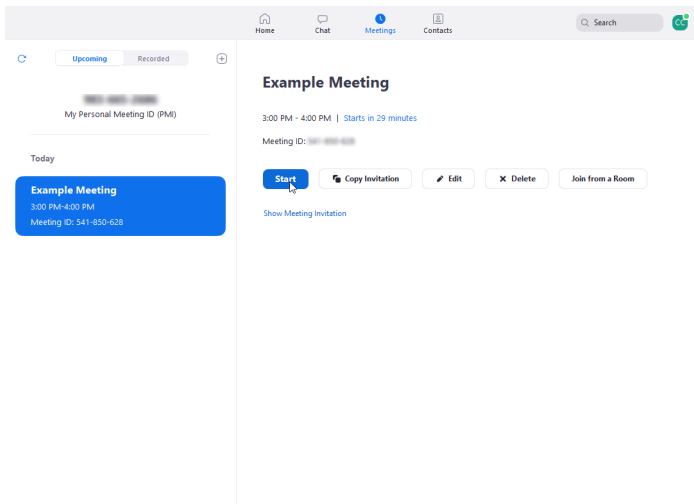 Home
Chat
Meetings
Contacts
Search
CC
Upcoming
Recorded
My Personal Meeting ID (PMI)
Today
Example Meeting
3:00 PM-4:00 PM
Meeting ID: 541-850-628
Example Meeting
3:00 PM - 4:00 PM | Starts in 29 minutes
Meeting ID:
Start
Copy Invitation
Edit
Delete
Join from a Room
Show Meeting Invitation